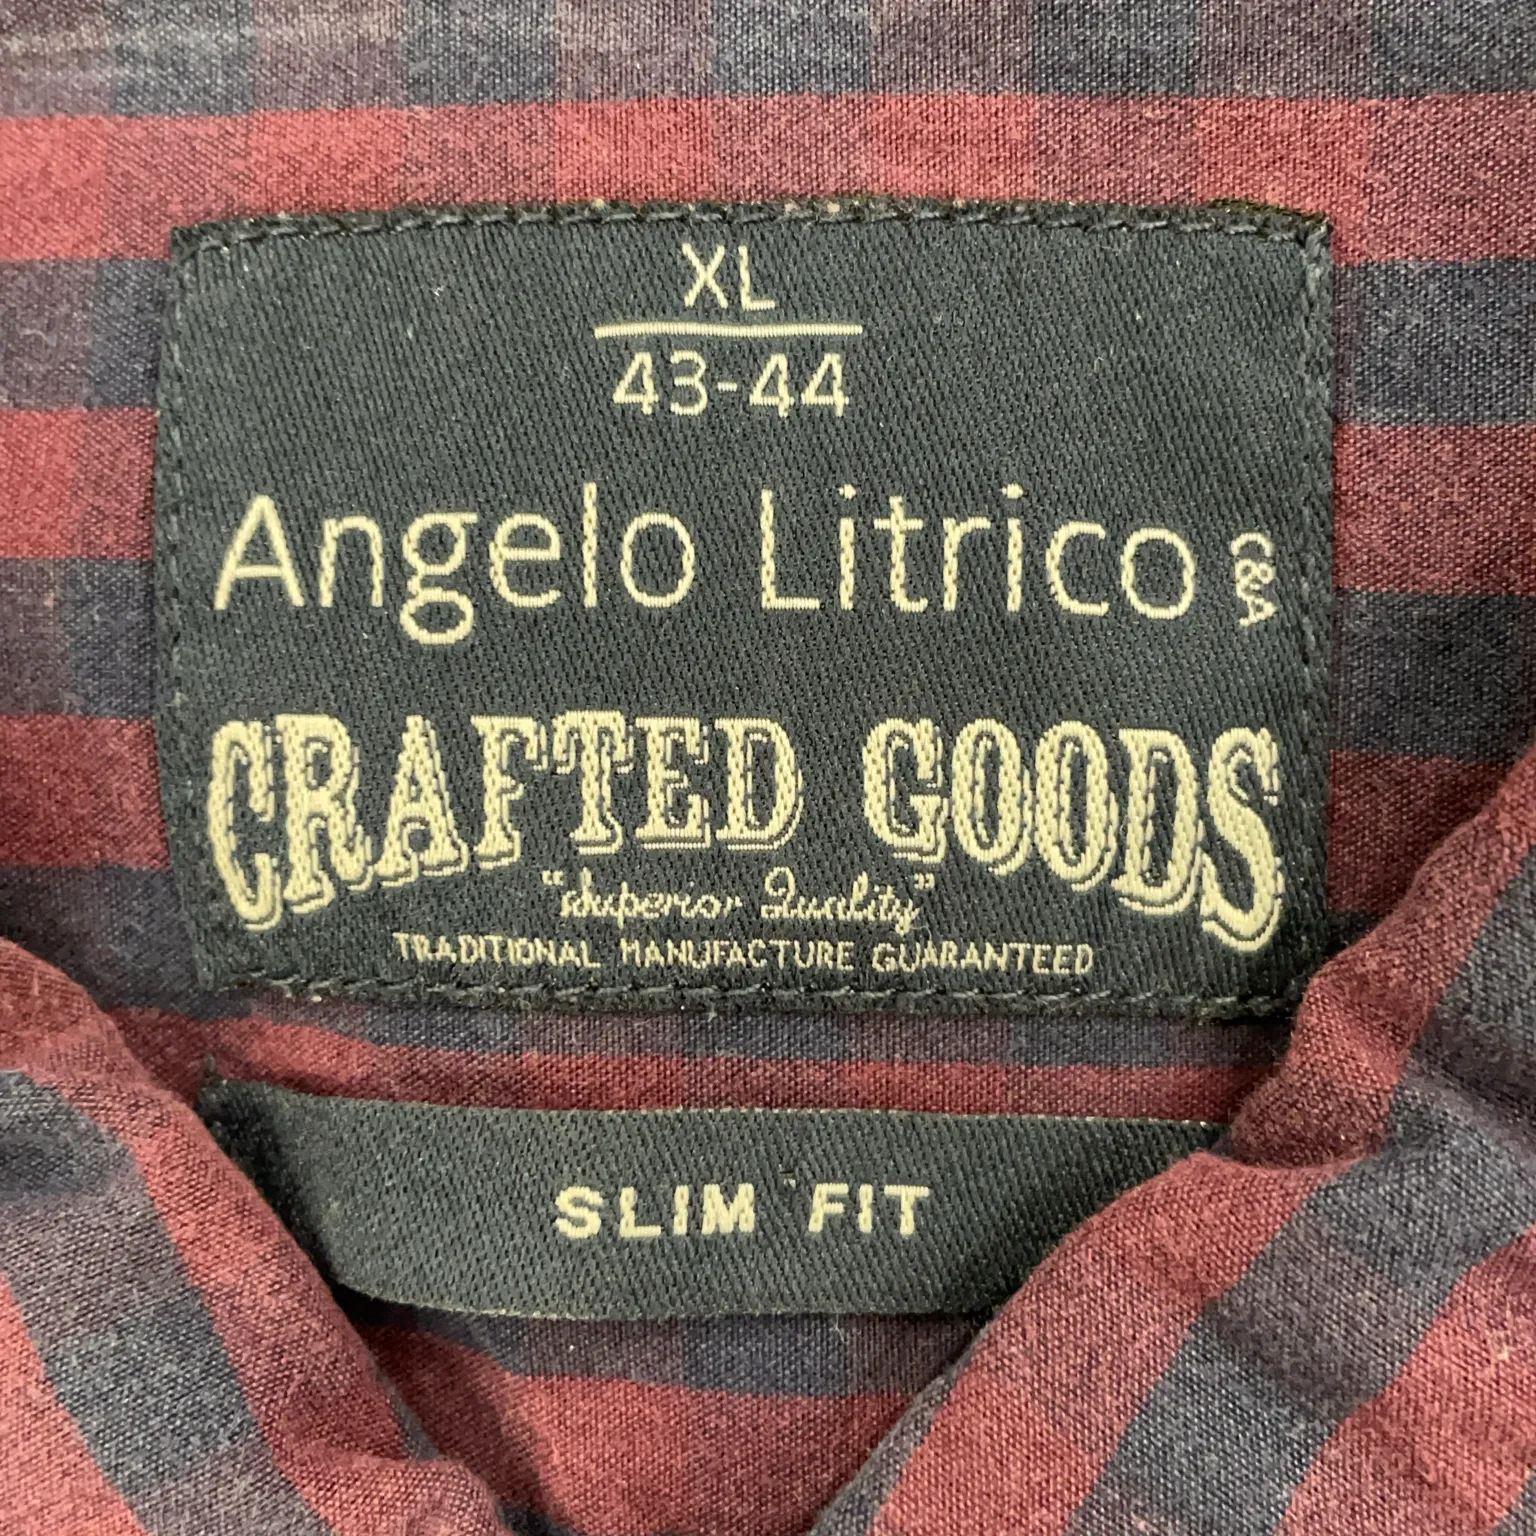 XL
43-44
Angelo Litrico C&A
CRAFTED GOODS
"Superior Quality"
TRADITIONAL MANUFACTURE GUARANTEED
SLIM FIT